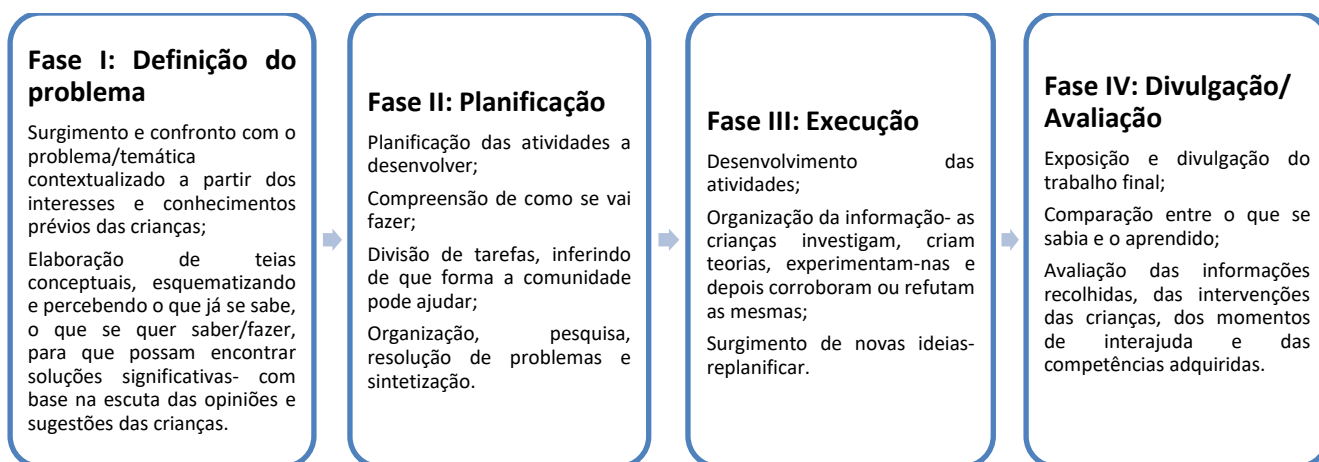 Fase I: Definição do
problema
Surgimento e confronto com o
problema/temática
contextualizado a partir dos
interesses e conhecimentos
prévios das crianças;
Elaboração de teias
conceptuais, esquematizando
e percebendo o que já se sabe,
o que se quer saber/fazer,
para que possam encontrar
soluções significativas- com
base na escuta das opiniões e
sugestões das crianças.
Fase II: Planificação
Planificação das atividades a
desenvolver;
Compreensão de como se vai
fazer;
Divisão de tarefas, inferindo
de que forma a comunidade
pode ajudar;
Organização, pesquisa,
resolução de problemas e
sintetização.
Fase III: Execução
Desenvolvimento das
atividades;
Organização da informação- as
crianças investigam, criam
teorias, experimentam-nas e
depois corroboram ou refutam
as mesmas;
Surgimento de novas ideias-
replanificar.
Fase IV: Divulgação/
Avaliação
Exposição e divulgação do
trabalho final;
Comparação entre o que se
sabia e o aprendido;
Avaliação das informações
recolhidas, das intervenções
das crianças, dos momentos
de interajuda e das
competências adquiridas.